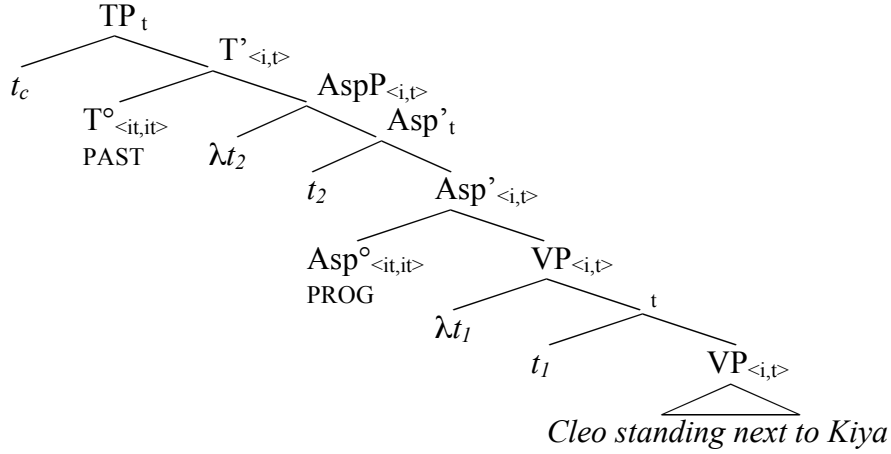 TP t
T’<i,t>
t_c
AspP<i,t>
T°<it,it>
PAST
Asp’t
λt2
t2
Asp’<i,t>
Asp°<it,it>
PROG
VP<i,t>
λt1
t
t1
VP<i,t>
Cleo standing next to Kiya